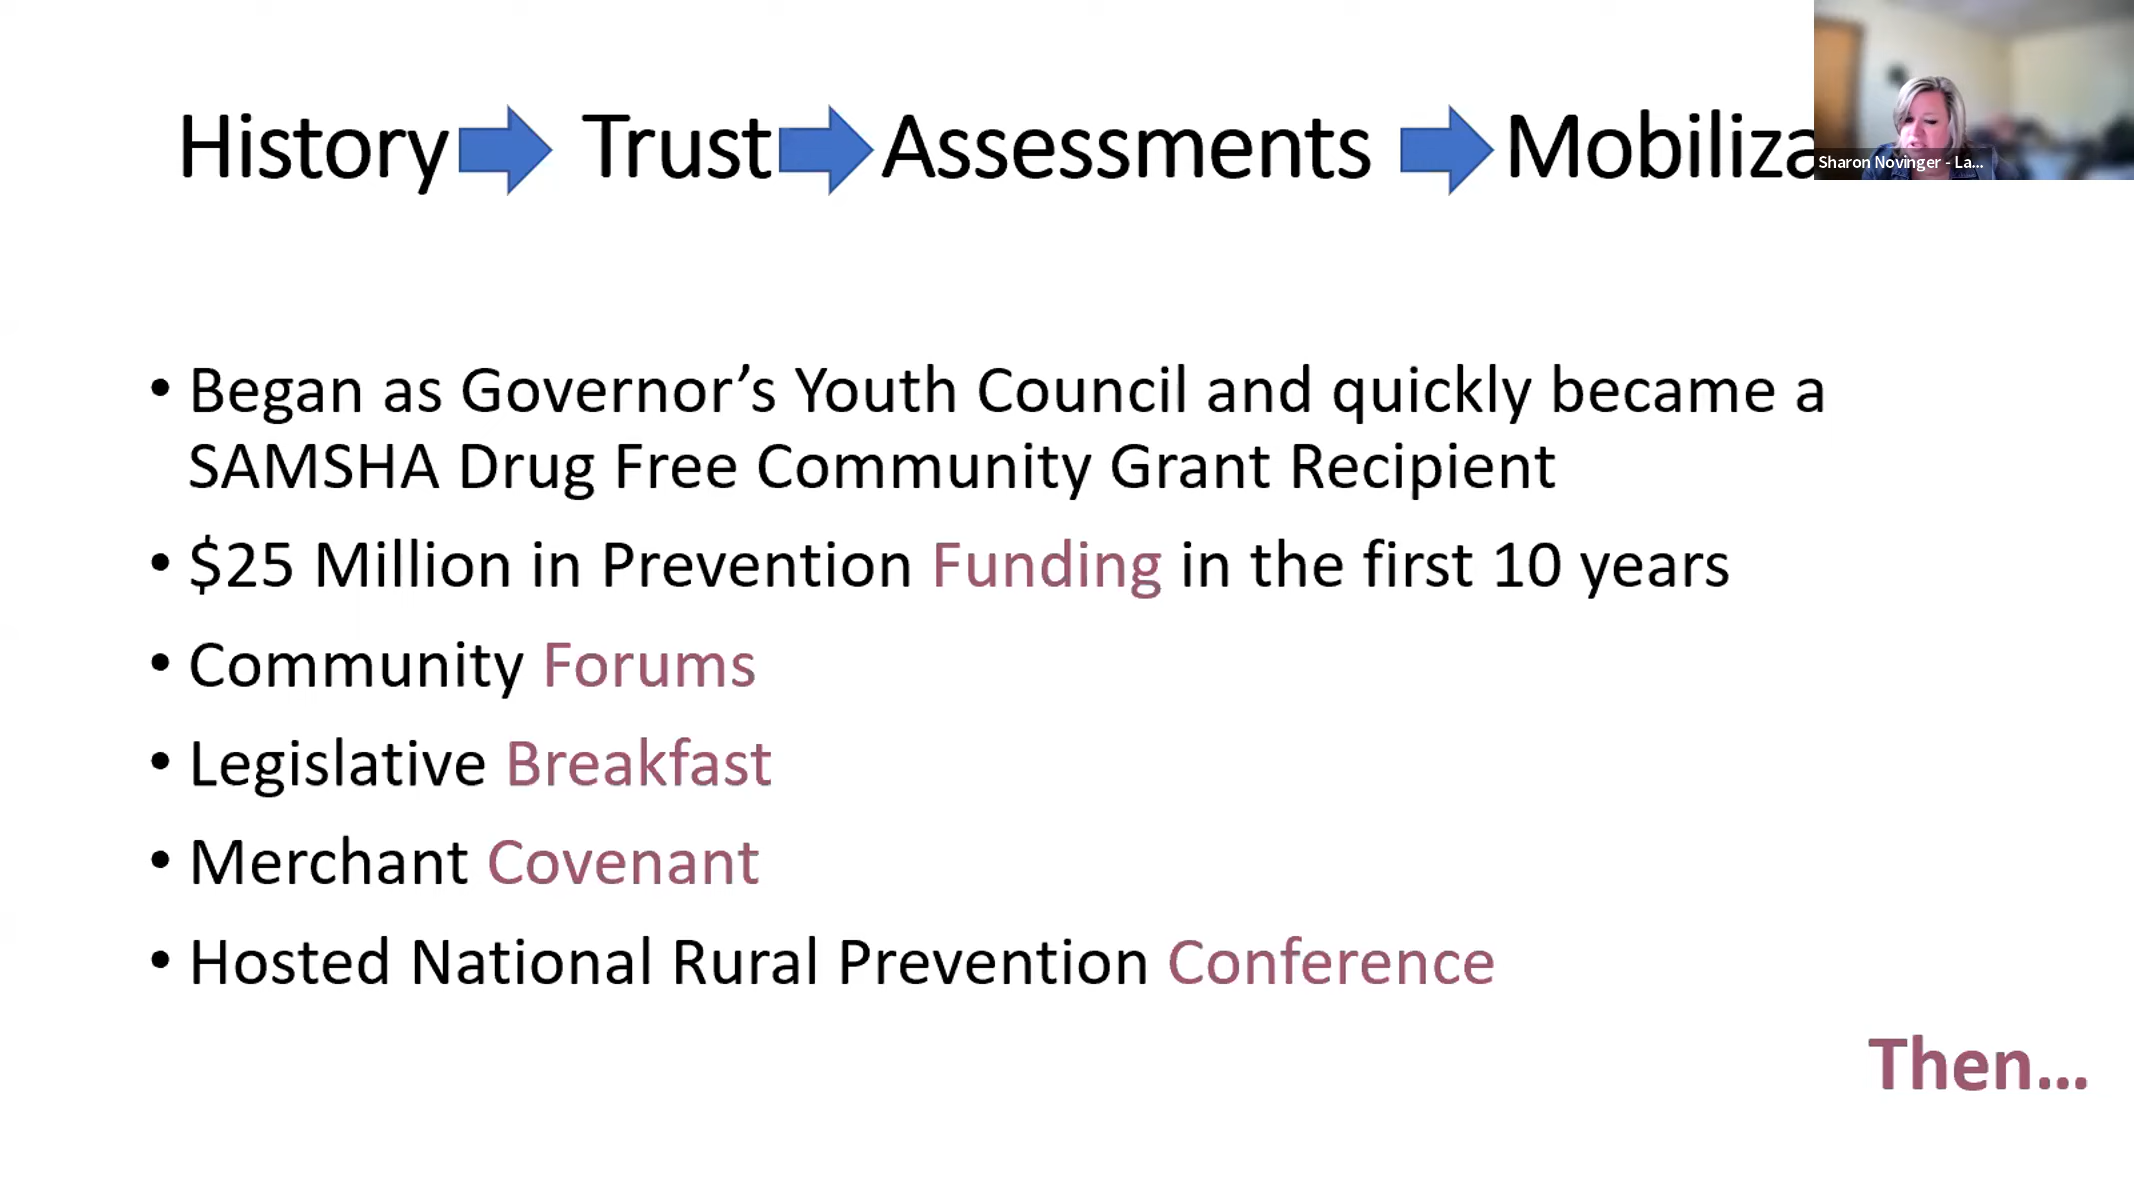 History Trust Assessments Mobiliza
Sharon Novinger - La...
• Began as Governor’s Youth Council and quickly became a
SAMSHA Drug Free Community Grant Recipient
• $25 Million in Prevention Funding in the first 10 years
• Community Forums
• Legislative Breakfast
• Merchant Covenant
• Hosted National Rural Prevention Conference
Then...